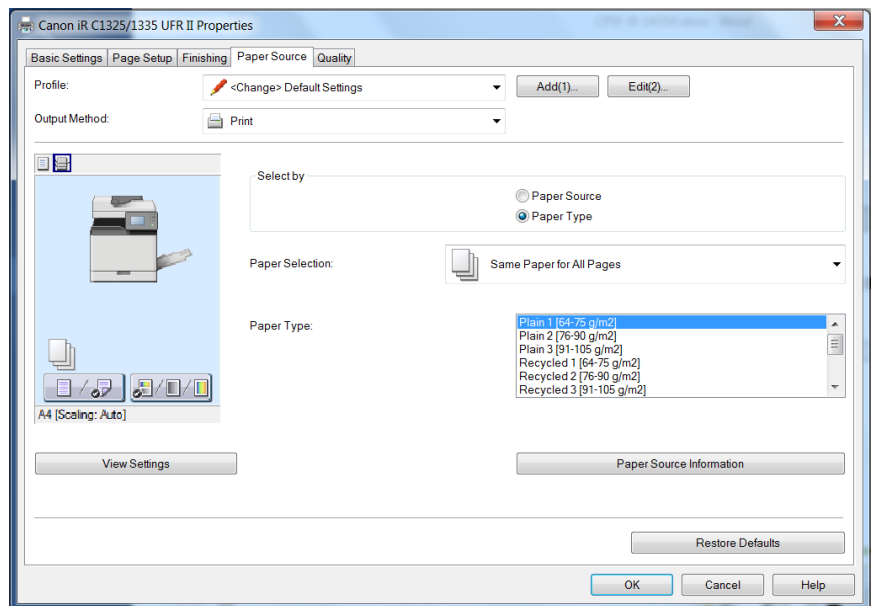 Canon iR C1325/1335 UFR II Properties
Basic Settings Page Setup Finishing Paper Source Quality
Profile: <Change> Default Settings Add(1)... Edit(2)...
Output Method: Print
Select by
Paper Source
Paper Type
Paper Selection: Same Paper for All Pages
Paper Type:
Plain 1 [64-75 g/m2]
Plain 2 [76-90 g/m2]
Plain 3 [91-105 g/m2]
Recycled 1 [64-75 g/m2]
Recycled 2 [76-90 g/m2]
Recycled 3 [91-105 g/m2]
A4 [Scaling: Auto]
View Settings Paper Source Information
Restore Defaults
OK Cancel Help